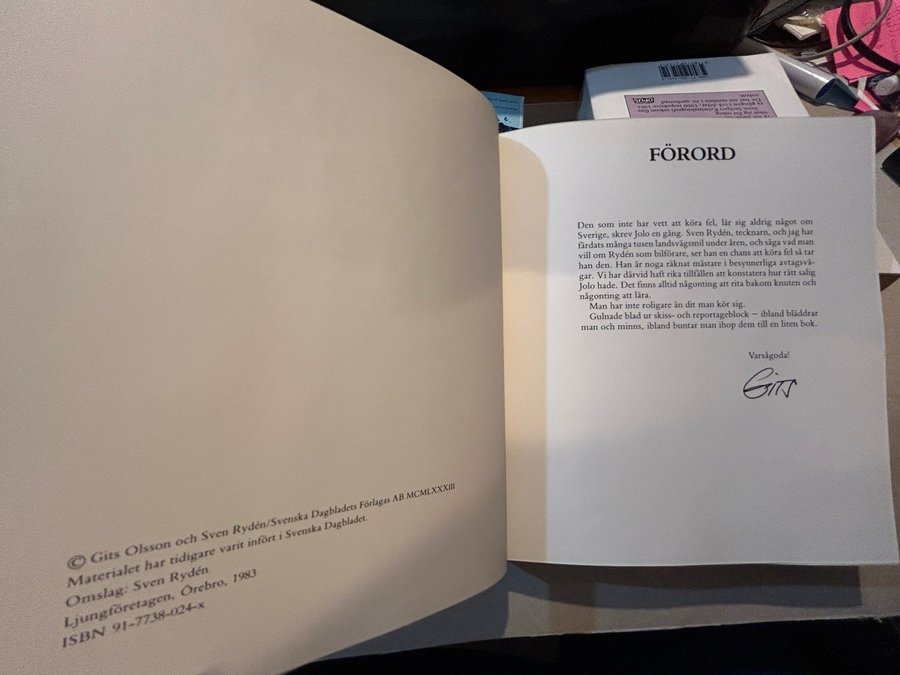 © Gits Olsson och Sven Rydén/Svenska Dagbladets Förlagas AB MCMLXXXIII
Materialet har tidigare varit infört i Svenska Dagbladet.
Omslag: Sven Rydén
Ljungföretagen, Örebro, 1983
ISBN 91-7738-024-x
FÖRORD
Den som inte har vett att köra fel, lär sig aldrig något om
Sverige, skrev Jolo en gång. Sven Rydén, tecknarn, och jag har
färdats många tusen landsvägsmil under åren, och säga vad man
vill om Rydén som bilförare, ser han en chans att köra fel så tar
han den. Han är noga räknat mästare i besynnerliga avtagsvä-
gar. Vi har därvid haft rika tillfällen att konstatera hur rätt salig
Jolo hade. Det finns alltid någonting att rita bakom knuten och
någonting att lära.
Man har inte roligare än dit man kör sig.
Gulnade blad ur skiss- och reportageblock — ibland bläddrar
man och minns, ibland buntar man ihop dem till en liten bok.
Varsågoda!
Gits